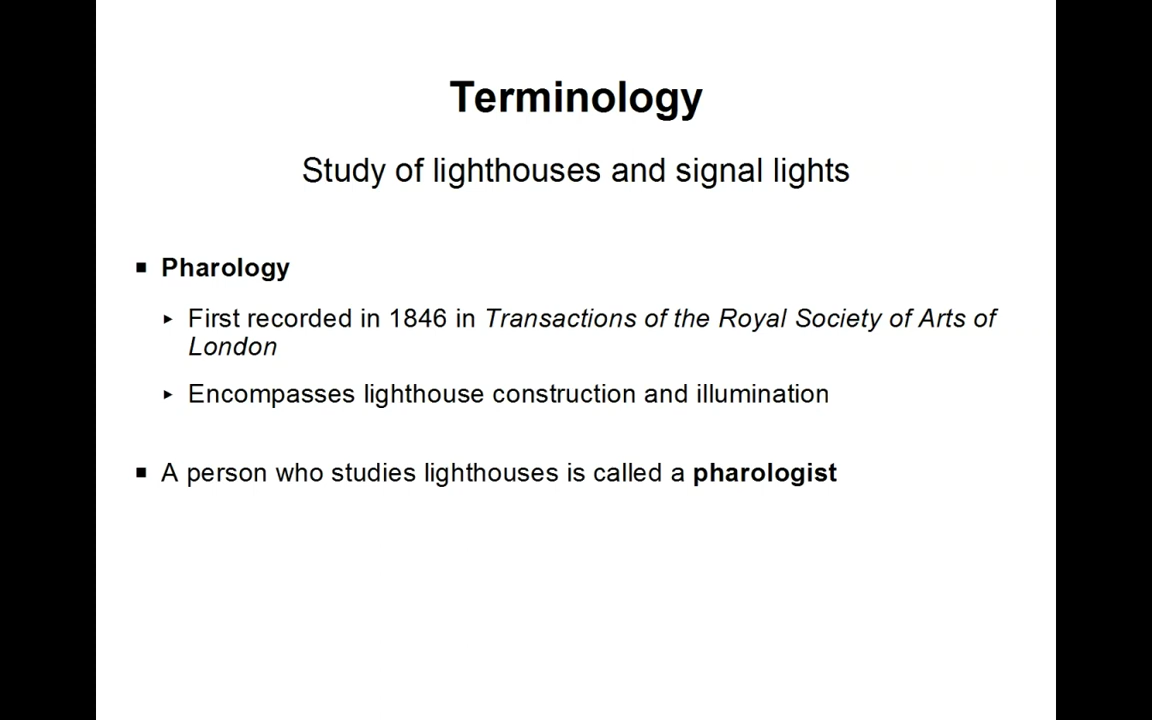 Terminology
Study of lighthouses and signal lights
▪ Pharology
▸ First recorded in 1846 in Transactions of the Royal Society of Arts of
London
▸ Encompasses lighthouse construction and illumination
▪ A person who studies lighthouses is called a pharologist